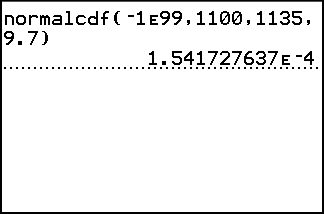 normalcdf(⁻1ᴇ99,1100,1135,
9.7)
1.541727637ᴇ⁻4